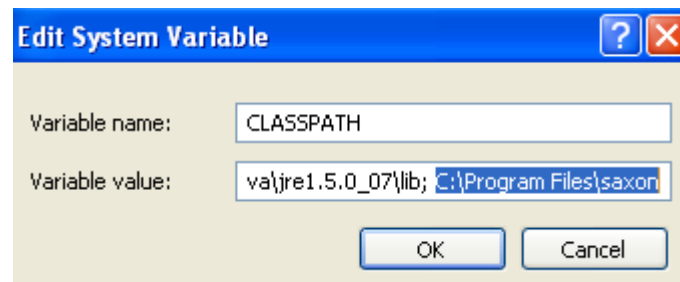 Edit System Variable
Variable name: CLASSPATH
Variable value: va\jre1.5.0_07\lib; C:\Program Files\saxon
OK Cancel